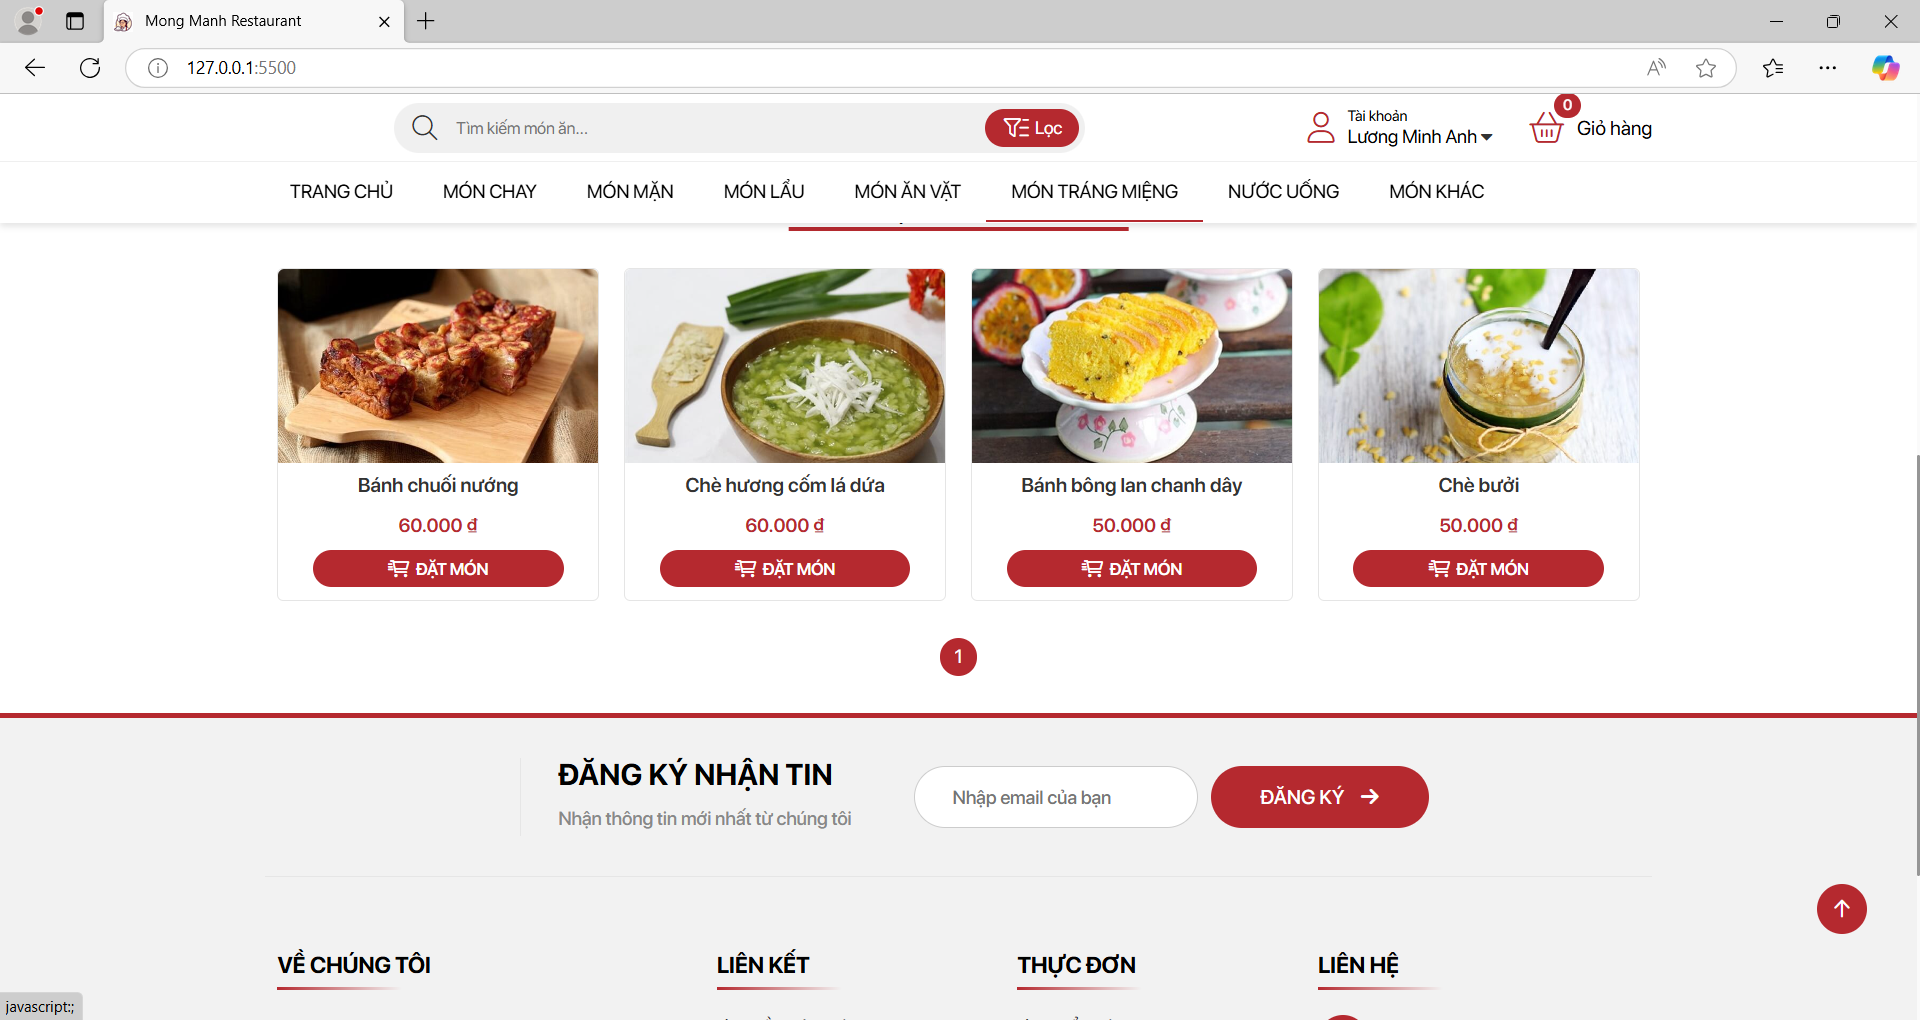 Mong Manh Restaurant
127.0.0.1:5500
Tìm kiếm món ăn...
Lọc
Tài khoản
Lương Minh Anh
0
Giỏ hàng
TRANG CHỦ MÓN CHAY MÓN MẶN MÓN LẨU MÓN ĂN VẶT MÓN TRÁNG MIỆNG NƯỚC UỐNG MÓN KHÁC
Bánh chuối nướng
60.000 ₫
ĐẶT MÓN
Chè hương cốm lá dứa
60.000 ₫
ĐẶT MÓN
Bánh bông lan chanh dây
50.000 ₫
ĐẶT MÓN
Chè bưởi
50.000 ₫
ĐẶT MÓN
1
ĐĂNG KÝ NHẬN TIN
Nhận thông tin mới nhất từ chúng tôi
Nhập email của bạn
ĐĂNG KÝ
VỀ CHÚNG TÔI
LIÊN KẾT
THỰC ĐƠN
LIÊN HỆ
javascript:;